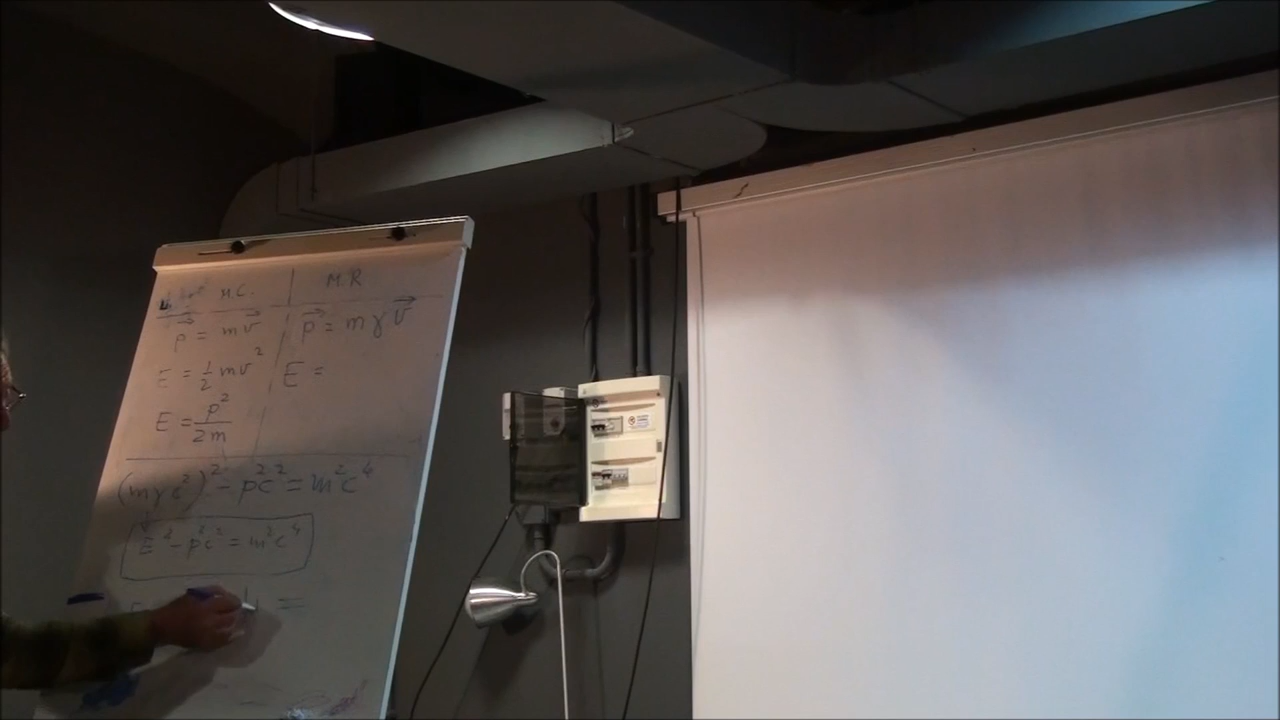 M.C. | M.R
p⃗ = mv⃗ | p⃗ = mγv⃗
E = ½mv² | E =
E = p²/2m
(mγc²)² - p²c² = m²c⁴
E² - p²c² = m²c⁴
=